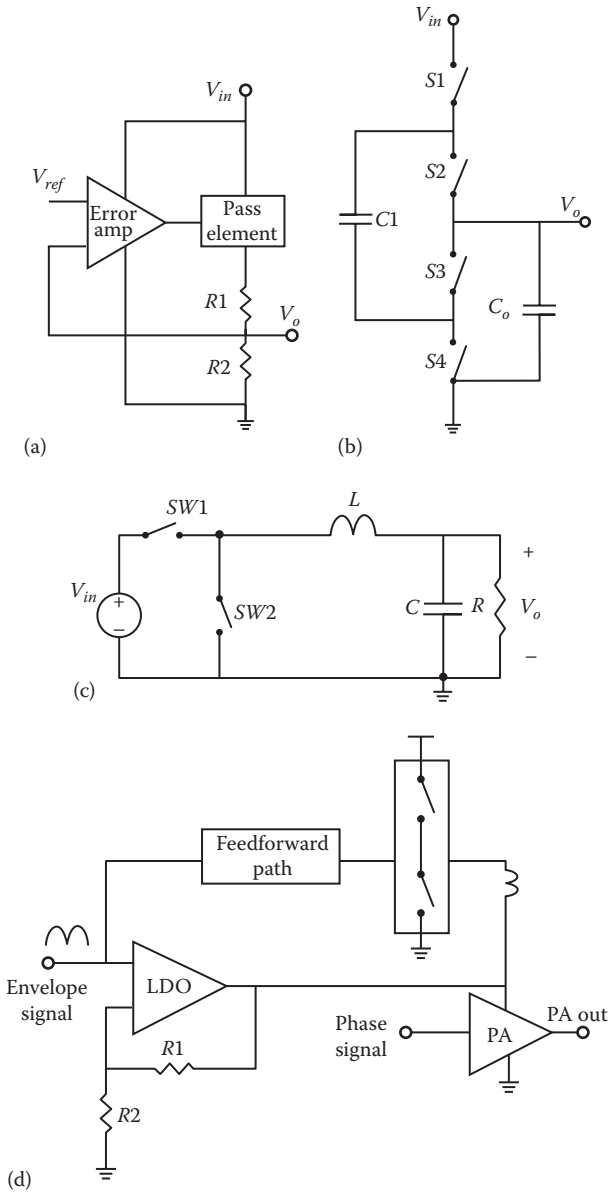 V_in
V_ref
Error
amp
Pass
element
R1
V_o
R2
(a)
V_in
S1
S2
C1
V_o
S3
C_o
S4
(b)
SW1
L
V_in
+
−
SW2
C
R
+
V_o
−
(c)
Feedforward
path
Envelope
signal
LDO
R1
R2
Phase
signal
PA
PA out
(d)